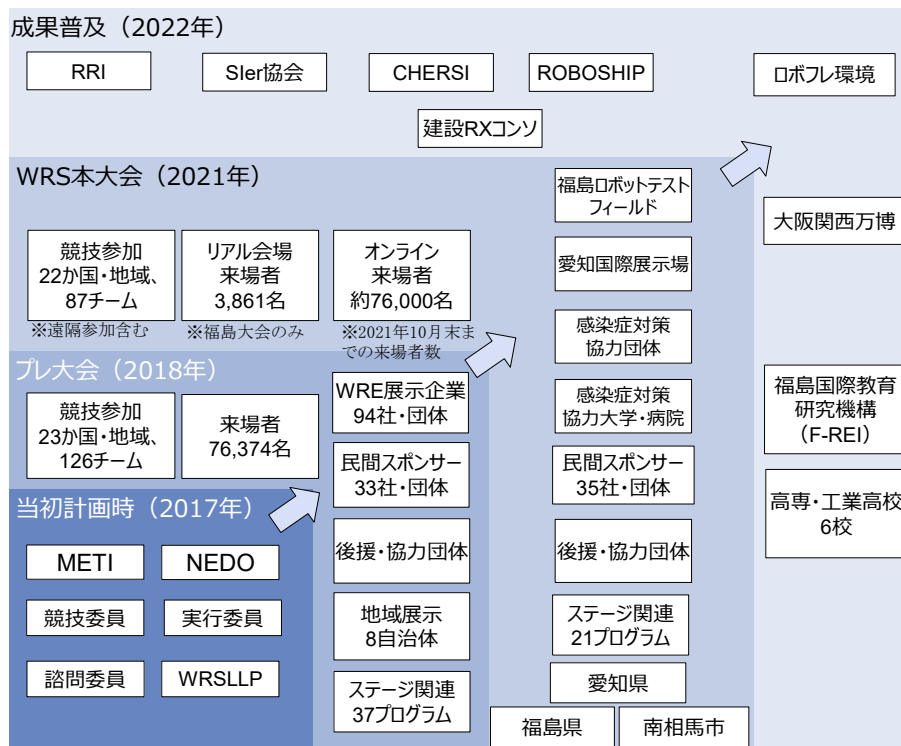 成果普及（2022年）
RRI
SIer協会
CHERSI
ROBOSHIP
ロボフレ環境
建設RXコンソ
WRS本大会（2021年）
福島ロボットテスト
フィールド
大阪関西万博
競技参加
22か国・地域、
87チーム
※遠隔参加含む
リアル会場
来場者
3,861名
※福島大会のみ
オンライン
来場者
約76,000名
※2021年10月末ま
での来場者数
愛知国際展示場
感染症対策
協力団体
プレ大会（2018年）
競技参加
23か国・地域、
126チーム
来場者
76,374名
WRE展示企業
94社・団体
感染症対策
協力大学・病院
福島国際教育
研究機構
（F-REI）
民間スポンサー
33社・団体
民間スポンサー
35社・団体
高専・工業高校
6校
当初計画時（2017年）
METI
NEDO
後援・協力団体
後援・協力団体
競技委員
実行委員
地域展示
8自治体
ステージ関連
21プログラム
諮問委員
WRSLLP
ステージ関連
37プログラム
愛知県
福島県
南相馬市